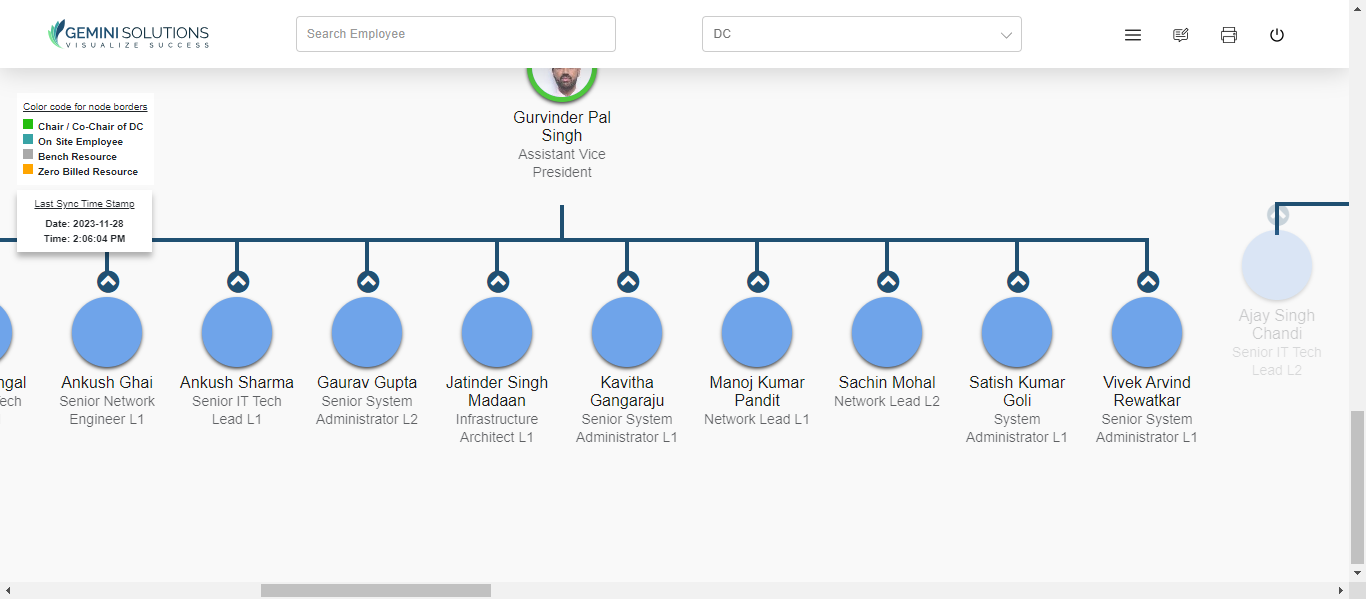 GEMINI SOLUTIONS
VISUALIZE SUCCESS
Search Employee
DC
Color code for node borders
Chair / Co-Chair of DC
On Site Employee
Bench Resource
Zero Billed Resource
Last Sync Time Stamp
Date: 2023-11-28
Time: 2:06:04 PM
Gurvinder Pal
Singh
Assistant Vice
President
Ankush Ghai
Senior Network
Engineer L1
Ankush Sharma
Senior IT Tech
Lead L1
Gaurav Gupta
Senior System
Administrator L2
Jatinder Singh
Madaan
Infrastructure
Architect L1
Kavitha
Gangaraju
Senior System
Administrator L1
Manoj Kumar
Pandit
Network Lead L1
Sachin Mohal
Network Lead L2
Satish Kumar
Goli
System
Administrator L1
Vivek Arvind
Rewatkar
Senior System
Administrator L1
Ajay Singh
Chandi
Senior IT Tech
Lead L2